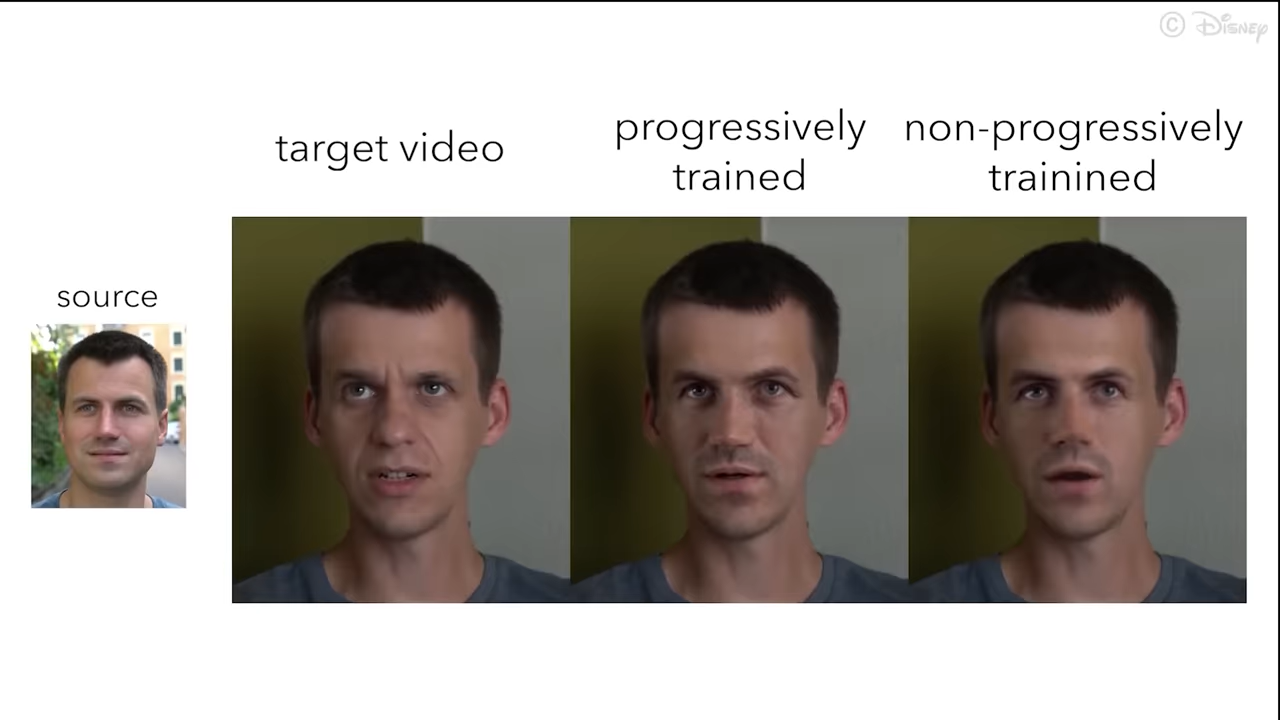 © Disney
target video
progressively
trained
non-progressively
trainined
source